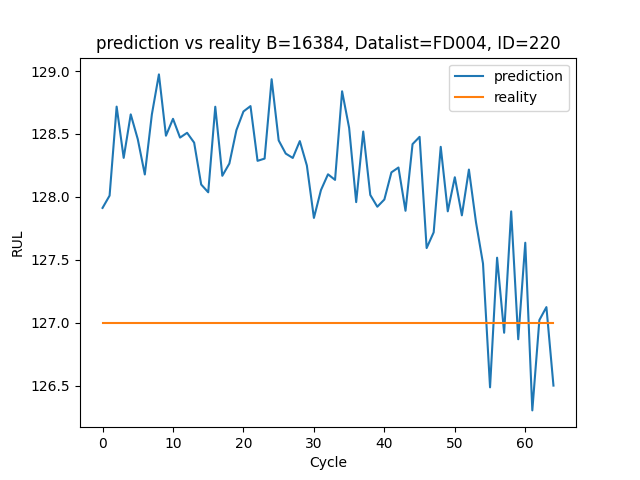 prediction vs reality B=16384, Datalist=FD004, ID=220
129.0
128.5
128.0
127.5
127.0
126.5
RUL
prediction
reality
0 10 20 30 40 50 60
Cycle